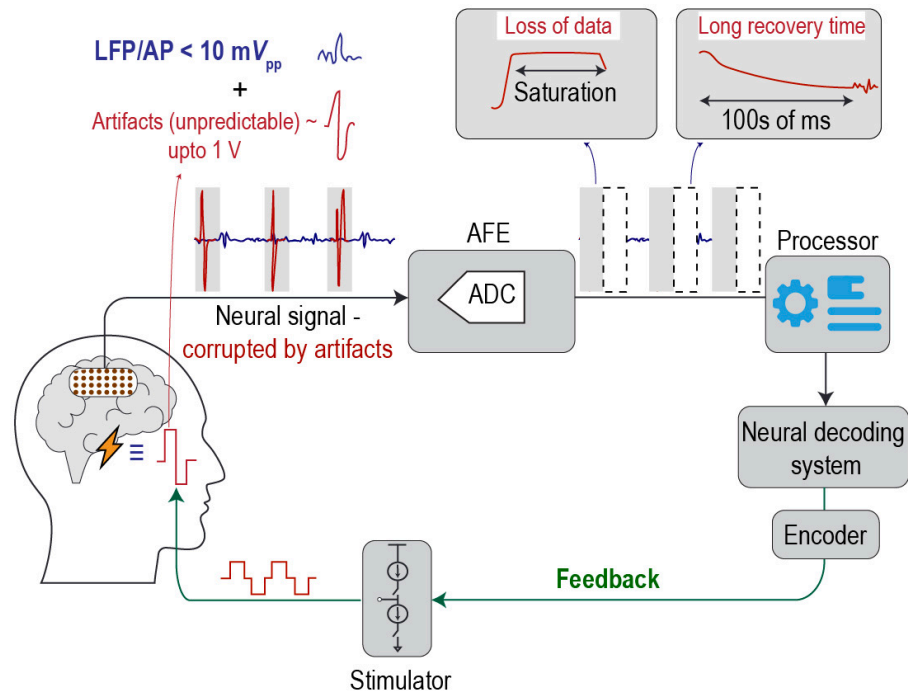 LFP/AP < 10 mVpp
+
Artifacts (unpredictable) ~
upto 1 V
Loss of data
Saturation
Long recovery time
100s of ms
AFE
ADC
Processor
Neural signal -
corrupted by artifacts
Neural decoding
system
Encoder
Feedback
Stimulator